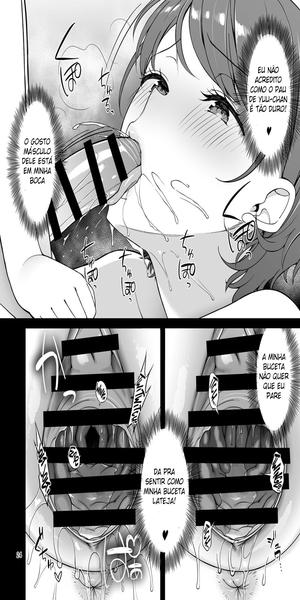 EU NÃO
ACREDITO
COMO O PAU
DE YUU-CHAN
É TÃO DURO!
O GOSTO
MÁSCULO
DELE ESTÁ
EM MINHA
BOCA
A MINHA
BUCETA
NÃO QUER
QUE EU
PARE
DA PRA
SENTIR COMO
MINHA BUCETA
LATEJA!